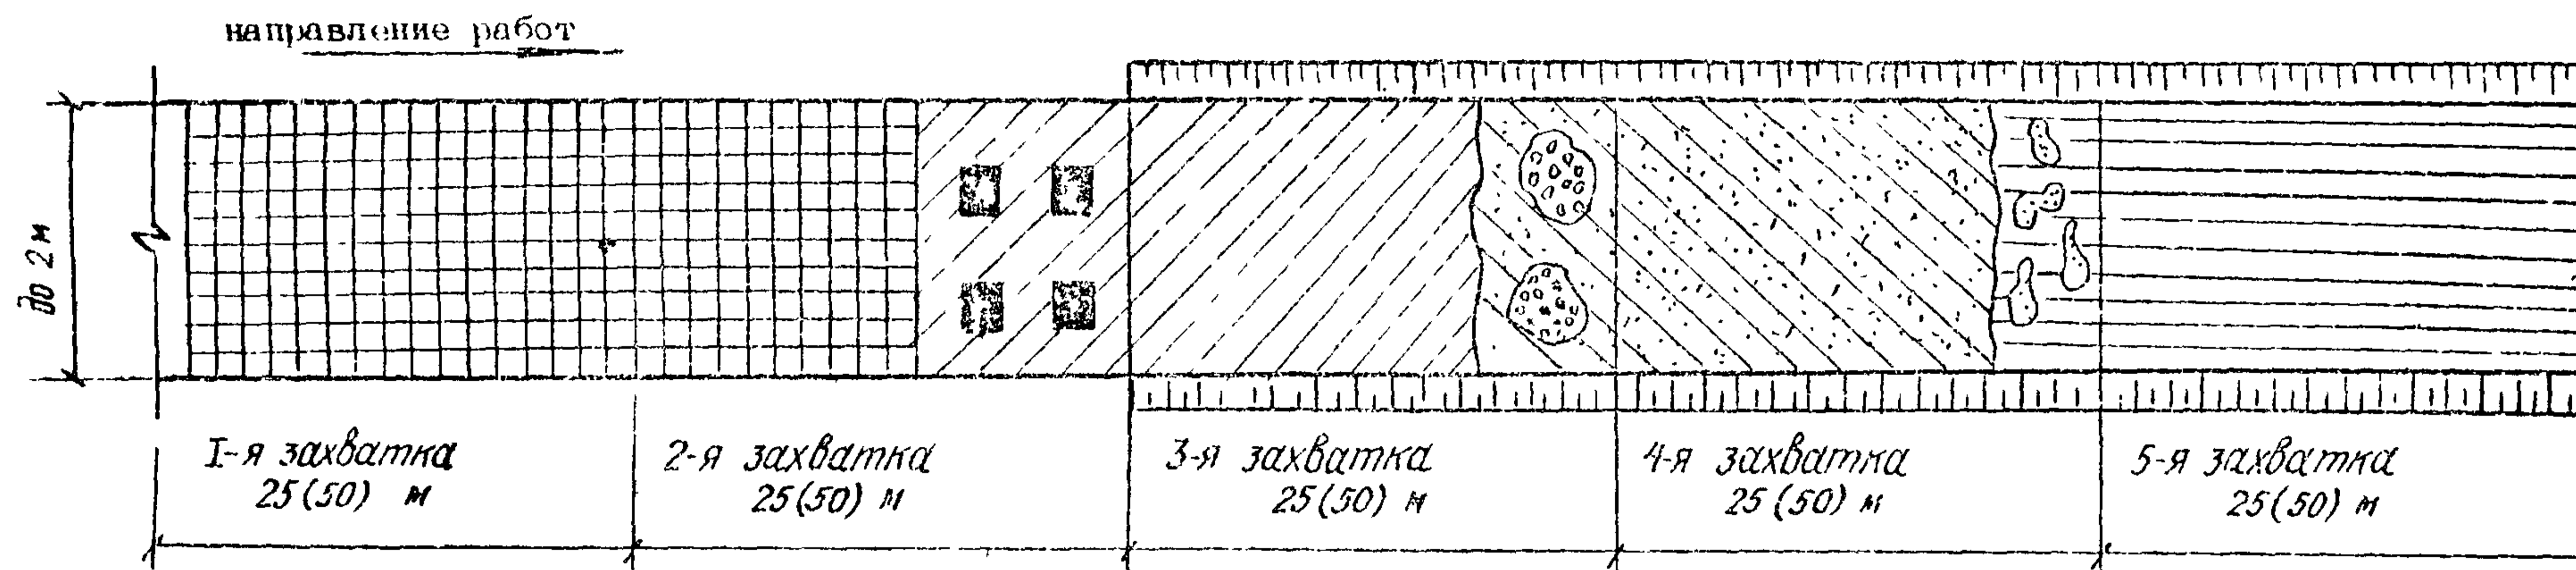 направление работ
до 2 м
I-я захватка
25(50) м
2-я захватка
25(50) м
3-я захватка
25(50) м
4-я захватка
25(50) м
5-я захватка
25(50) м